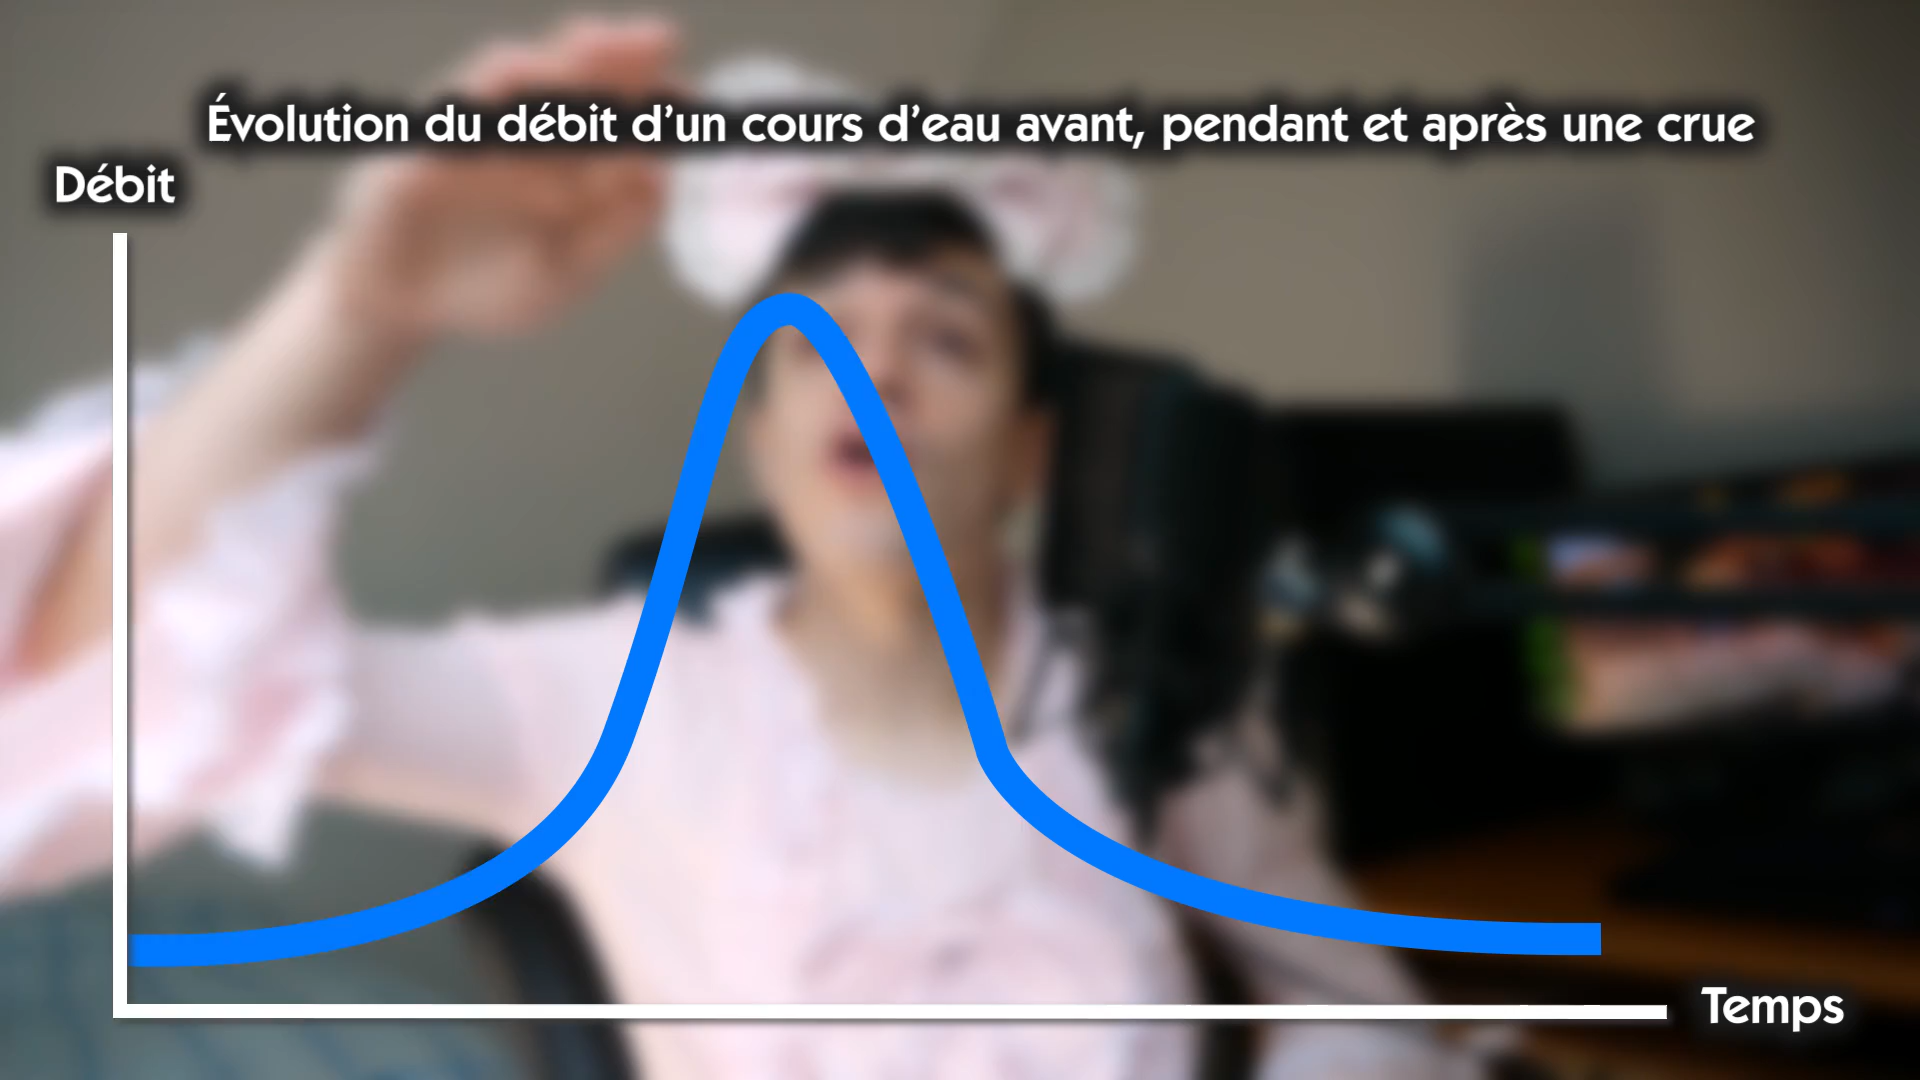 Évolution du débit d’un cours d’eau avant, pendant et après une crue
Débit
Temps